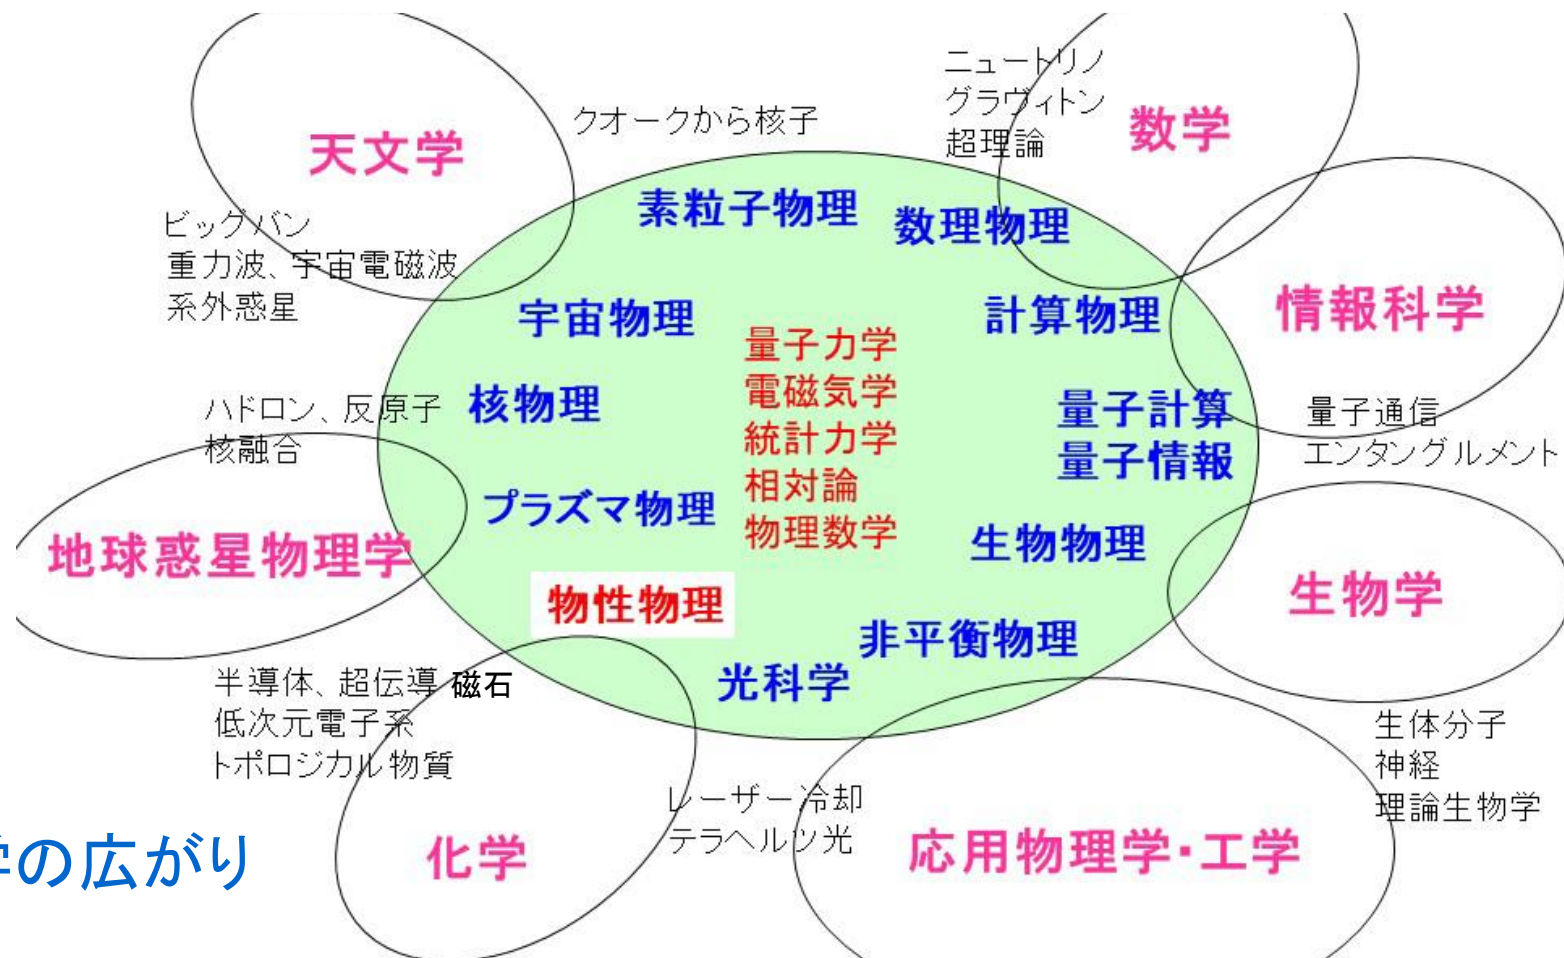 ニュートリノ
グラヴィトン
超理論
クオークから核子
数学
天文学
素粒子物理
数理物理
ビッグバン
重力波、宇宙電磁波
系外惑星
宇宙物理
計算物理
情報科学
量子力学
電磁気学
統計力学
相対論
物理数学
ハドロン、反原子
核融合
核物理
量子計算
量子情報
量子通信
エンタングルメント
プラズマ物理
地球惑星物理学
生物物理
生物学
物性物理
非平衡物理
光科学
半導体、超伝導 磁石
低次元電子系
トポロジカル物質
生体分子
神経
理論生物学
レーザー冷却
テラヘルツ光
化学
応用物理学・工学
学の広がり